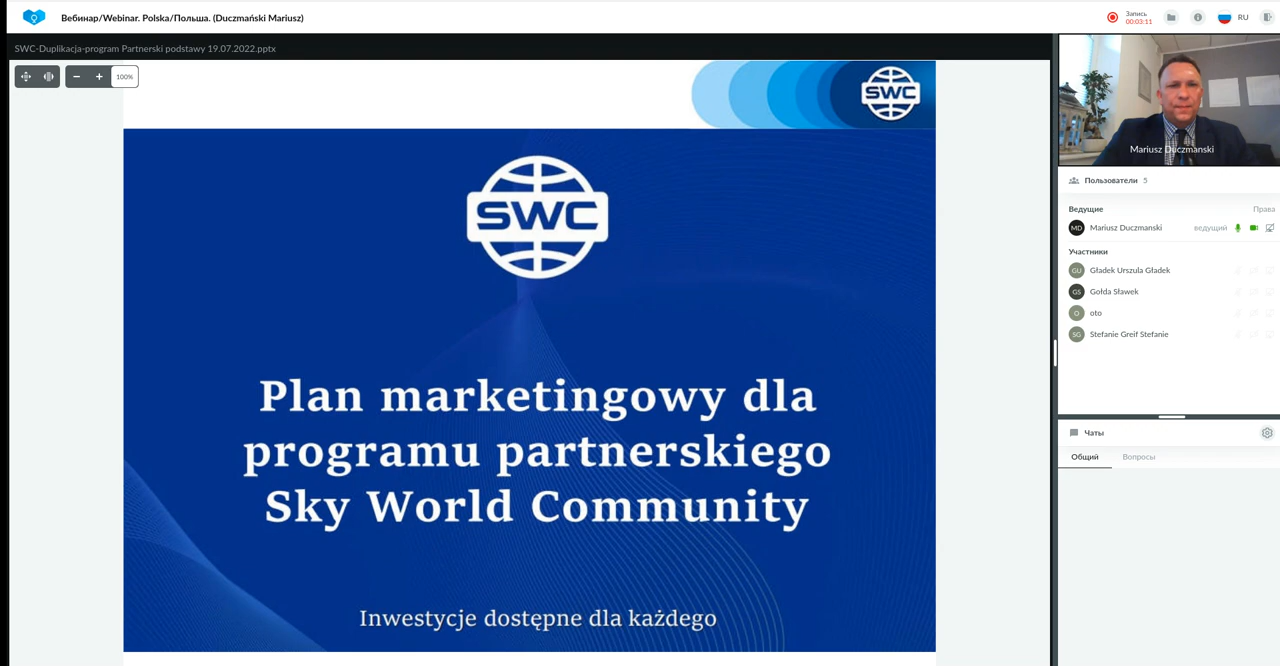 Вебинар/Webinar. Polska/Польша. (Duczmański Mariusz)
Запись
00:03:11
RU
SWC-Duplikacja-program Partnerski podstawy 19.07.2022.pptx
100%
SWC
SWC
Plan marketingowy dla
programu partnerskiego
Sky World Community
Inwestycje dostępne dla każdego
Mariusz Duczmanski
Пользователи 5
Ведущие Права
MD Mariusz Duczmanski ведущий
Участники
GU Gładek Urszula Gładek
GS Gołda Sławek
O oto
SG Stefanie Greif Stefanie
Чаты
Общий Вопросы